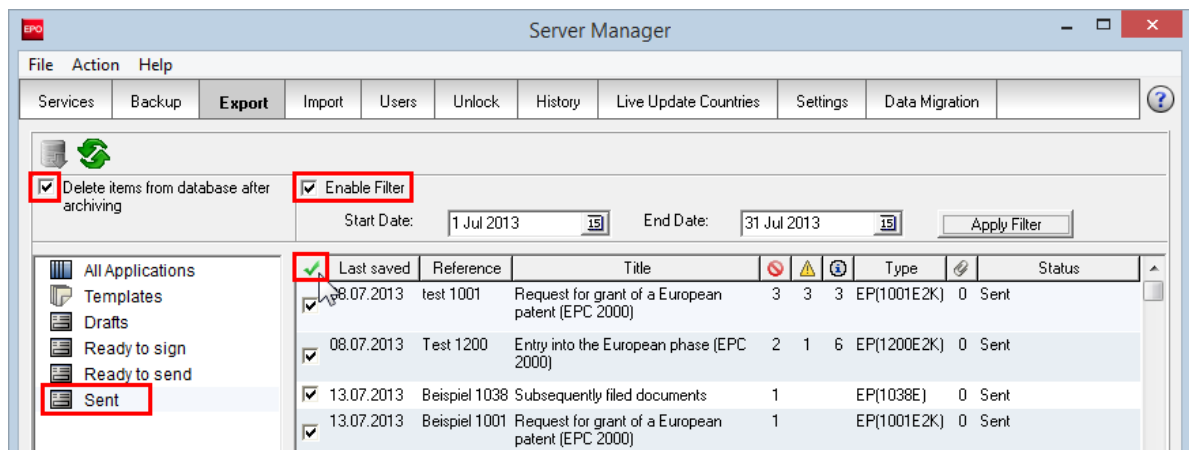 EPO Server Manager
File Action Help
Services Backup Export Import Users Unlock History Live Update Countries Settings Data Migration ?
Delete items from database after
archiving
Enable Filter
Start Date: 1 Jul 2013 15 End Date: 31 Jul 2013 15 Apply Filter
All Applications
Templates
Drafts
Ready to sign
Ready to send
Sent
Last saved Reference Title Type Status
08.07.2013 test 1001 Request for grant of a European
patent (EPC 2000) 3 3 3 EP(1001E2K) 0 Sent
08.07.2013 Test 1200 Entry into the European phase (EPC
2000) 2 1 6 EP(1200E2K) 0 Sent
13.07.2013 Beispiel 1038 Subsequently filed documents 1 EP(1038E) 0 Sent
13.07.2013 Beispiel 1001 Request for grant of a European
patent (EPC 2000) 1 EP(1001E2K) 0 Sent